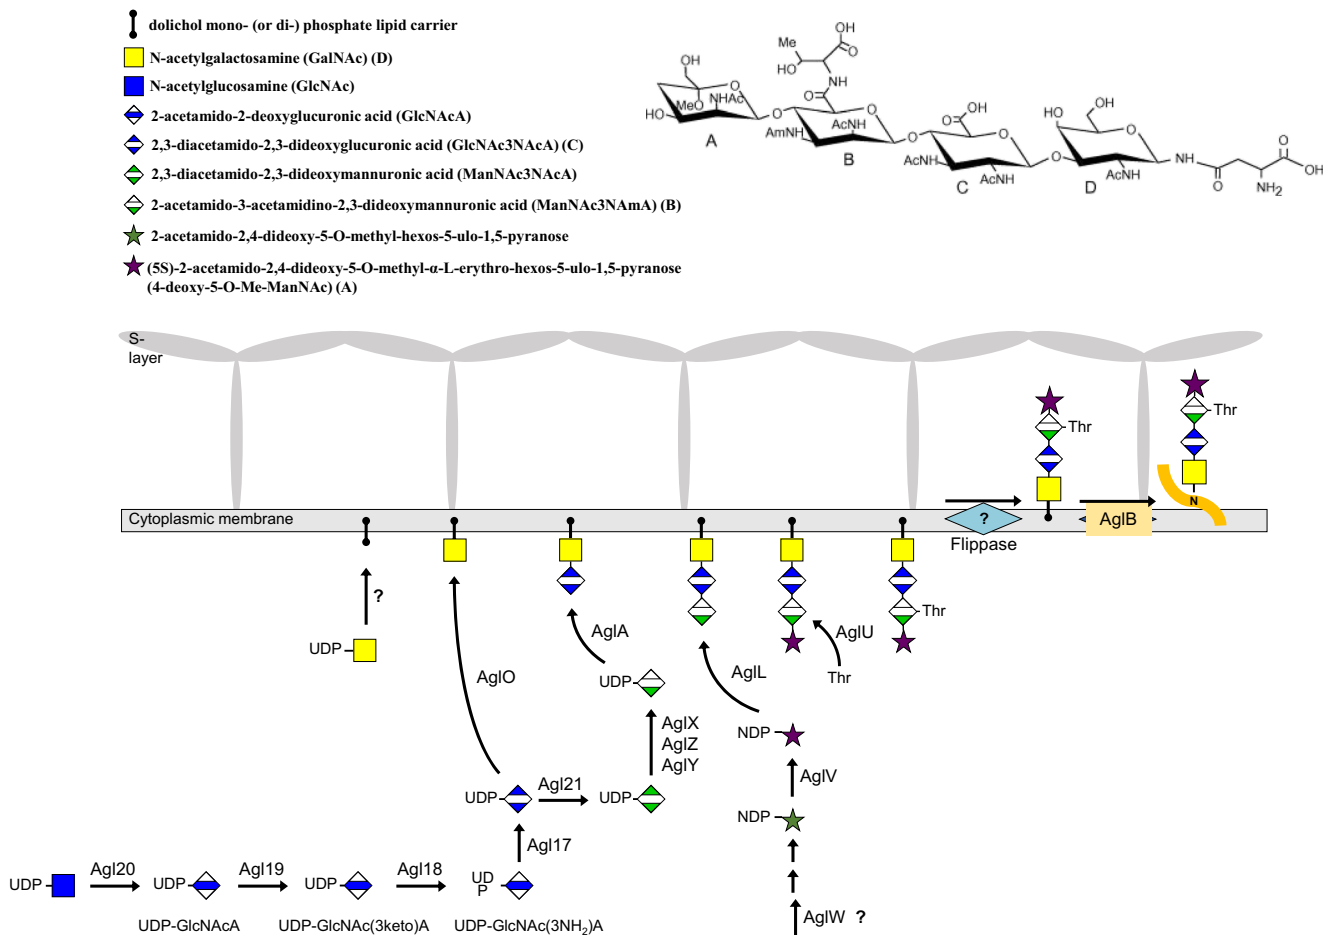 dolichol mono- (or di-) phosphate lipid carrier
N-acetylgalactosamine (GalNAc) (D)
N-acetylglucosamine (GlcNAc)
2-acetamido-2-deoxyglucuronic acid (GlcNAcA)
2,3-diacetamido-2,3-dideoxyglucuronic acid (GlcNAc3NAcA) (C)
2,3-diacetamido-2,3-dideoxymannuronic acid (ManNAc3NAcA)
2-acetamido-3-acetamidino-2,3-dideoxymannuronic acid (ManNAc3NAmA) (B)
2-acetamido-2,4-dideoxy-5-O-methyl-hexos-5-ulo-1,5-pyranose
(5S)-2-acetamido-2,4-dideoxy-5-O-methyl-α-L-erythro-hexos-5-ulo-1,5-pyranose
(4-deoxy-5-O-Me-ManNAc) (A)
OH
Me
OH
O
HO
NH
O
O
MeO
NHAc
HO
O
A
O
AcNH
AmHN
B
O
OH
O
O
AcNH
AcNH
C
O
HO
OH
O
AcNH
D
NH
O
NH2
O
OH
S-
layer
Thr
Thr
N
Cytoplasmic membrane
?
Flippase
AglB
?
UDP
AglO
AglA
UDP
AglX
AglZ
AglY
AglL
AglU
Thr
Thr
NDP
AglV
NDP
UDP
Agl21
UDP
Agl17
UDP
Agl20
UDP
Agl19
UDP
Agl18
UD
P
AglW ?
UDP-GlcNAcA
UDP-GlcNAc(3keto)A
UDP-GlcNAc(3NH2)A